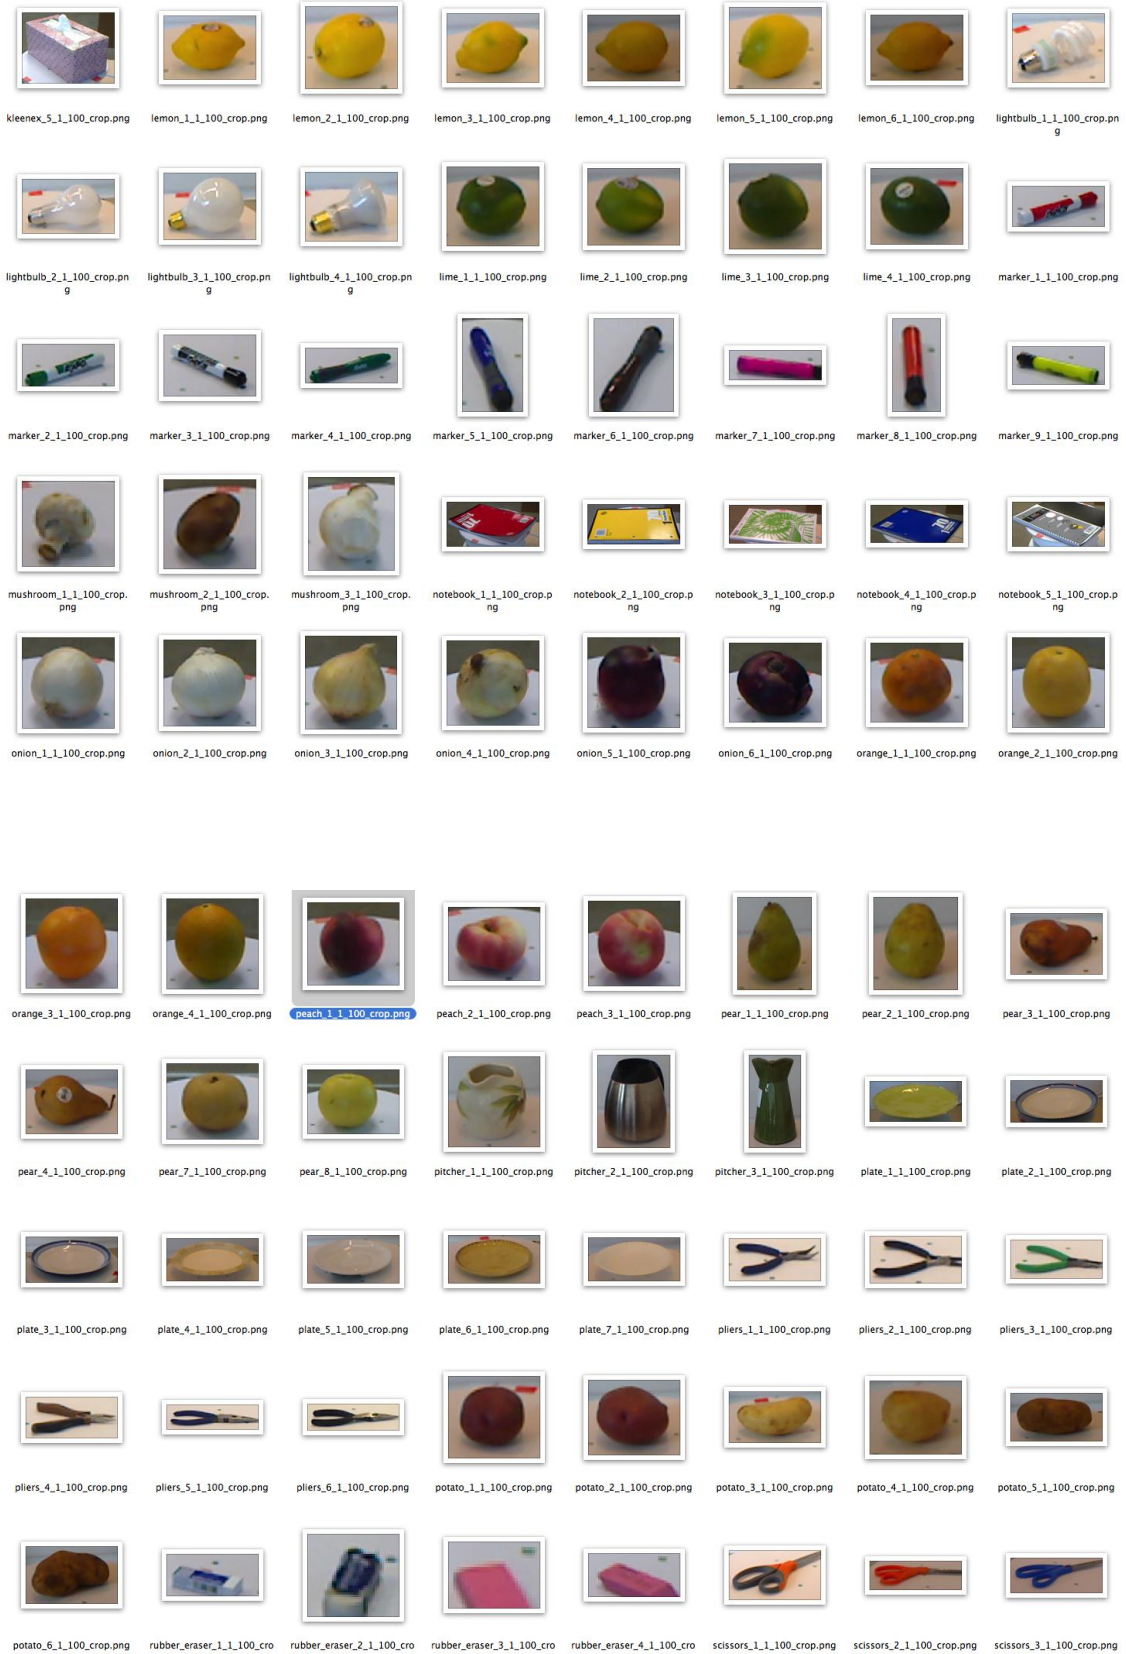 kleenex_5_1_100_crop.png lemon_1_1_100_crop.png lemon_2_1_100_crop.png lemon_3_1_100_crop.png lemon_4_1_100_crop.png lemon_5_1_100_crop.png lemon_6_1_100_crop.png lightbulb_1_1_100_crop.pn
g
lightbulb_2_1_100_crop.pn lightbulb_3_1_100_crop.pn lightbulb_4_1_100_crop.pn lime_1_1_100_crop.png lime_2_1_100_crop.png lime_3_1_100_crop.png lime_4_1_100_crop.png marker_1_1_100_crop.png
g g g
marker_2_1_100_crop.png marker_3_1_100_crop.png marker_4_1_100_crop.png marker_5_1_100_crop.png marker_6_1_100_crop.png marker_7_1_100_crop.png marker_8_1_100_crop.png marker_9_1_100_crop.png
mushroom_1_1_100_crop. mushroom_2_1_100_crop. mushroom_3_1_100_crop. notebook_1_1_100_crop.p notebook_2_1_100_crop.p notebook_3_1_100_crop.p notebook_4_1_100_crop.p notebook_5_1_100_crop.p
png png png ng ng ng ng ng
onion_1_1_100_crop.png onion_2_1_100_crop.png onion_3_1_100_crop.png onion_4_1_100_crop.png onion_5_1_100_crop.png onion_6_1_100_crop.png orange_1_1_100_crop.png orange_2_1_100_crop.png
orange_3_1_100_crop.png orange_4_1_100_crop.png peach_1_1_100_crop.png peach_2_1_100_crop.png peach_3_1_100_crop.png pear_1_1_100_crop.png pear_2_1_100_crop.png pear_3_1_100_crop.png
pear_4_1_100_crop.png pear_7_1_100_crop.png pear_8_1_100_crop.png pitcher_1_1_100_crop.png pitcher_2_1_100_crop.png pitcher_3_1_100_crop.png plate_1_1_100_crop.png plate_2_1_100_crop.png
plate_3_1_100_crop.png plate_4_1_100_crop.png plate_5_1_100_crop.png plate_6_1_100_crop.png plate_7_1_100_crop.png pliers_1_1_100_crop.png pliers_2_1_100_crop.png pliers_3_1_100_crop.png
pliers_4_1_100_crop.png pliers_5_1_100_crop.png pliers_6_1_100_crop.png potato_1_1_100_crop.png potato_2_1_100_crop.png potato_3_1_100_crop.png potato_4_1_100_crop.png potato_5_1_100_crop.png
potato_6_1_100_crop.png rubber_eraser_1_1_100_cro rubber_eraser_2_1_100_cro rubber_eraser_3_1_100_cro rubber_eraser_4_1_100_cro scissors_1_1_100_crop.png scissors_2_1_100_crop.png scissors_3_1_100_crop.png